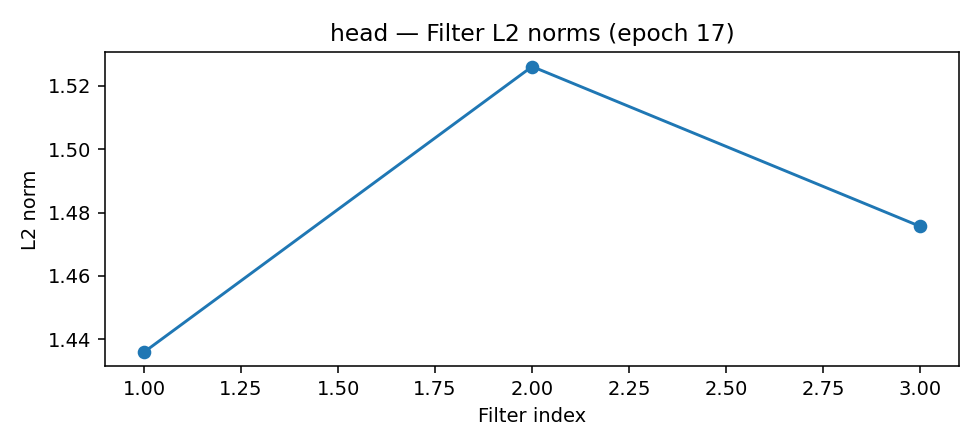 head — Filter L2 norms (epoch 17)
L2 norm
1.52
1.50
1.48
1.46
1.44
1.00 1.25 1.50 1.75 2.00 2.25 2.50 2.75 3.00
Filter index